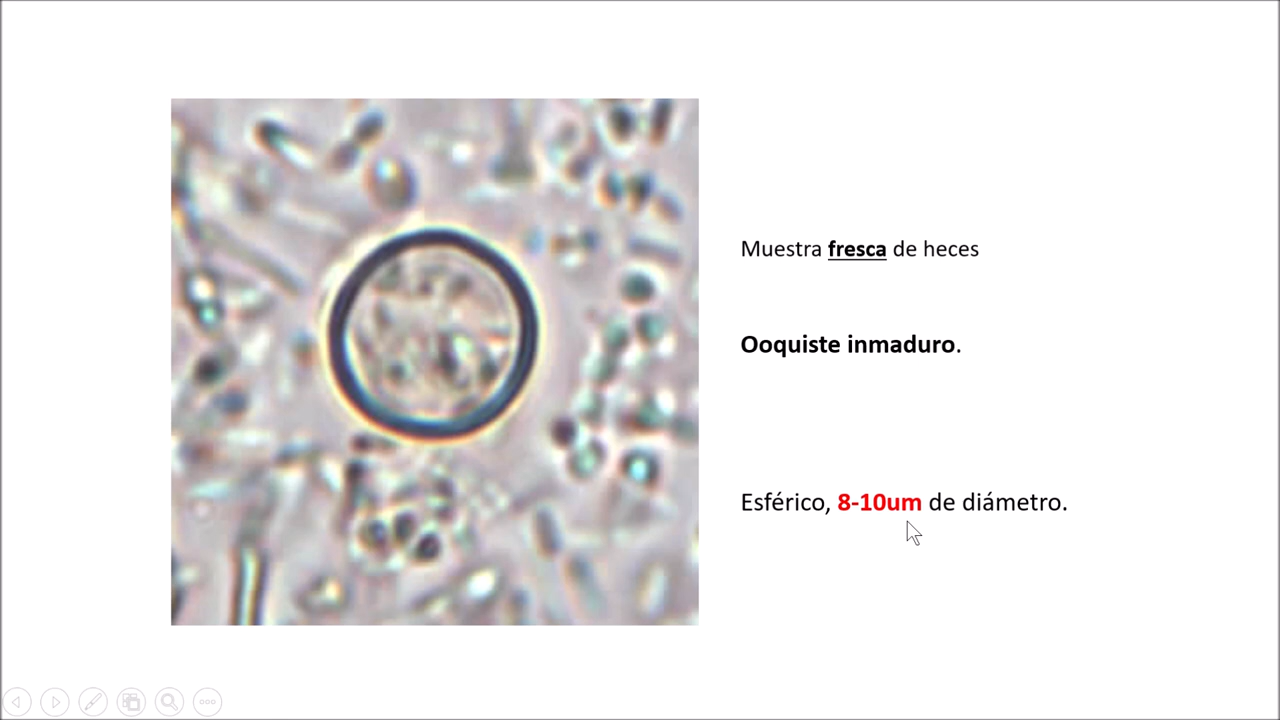 Muestra fresca de heces
Ooquiste inmaduro.
Esférico, 8-10um de diámetro.